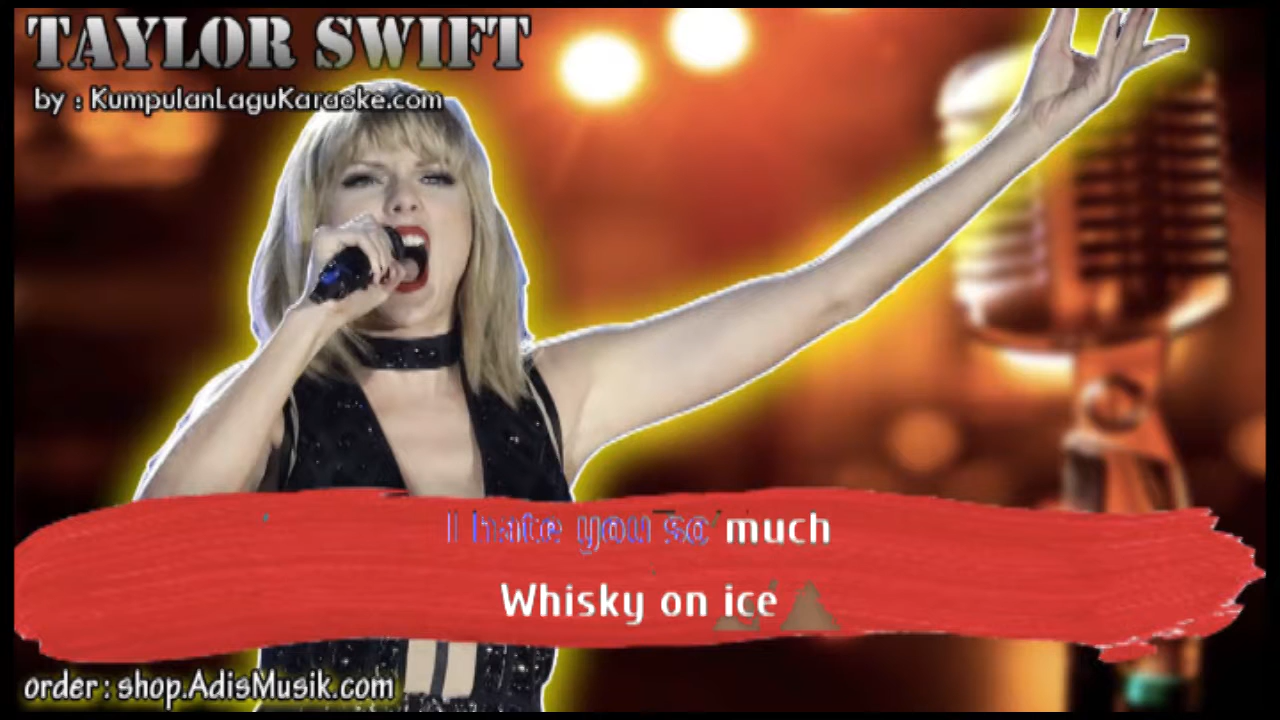 TAYLOR SWIFT
by : KumpulanLaguKaraoke.com
I hate you so much
Whisky on ice
order : shop.AdisMusik.com